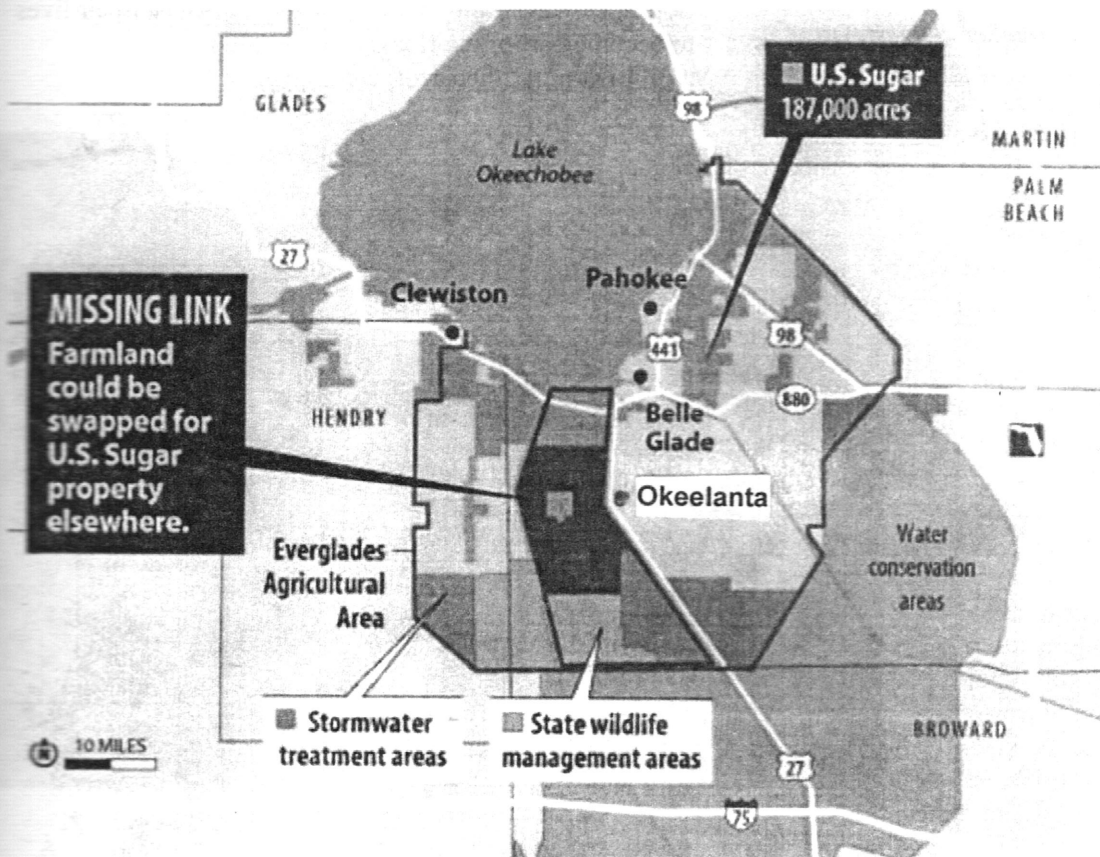 GLADES
98
U.S. Sugar
187,000 acres
MARTIN
PALM
BEACH
Lake
Okeechobee
27
MISSING LINK
Farmland
could be
swapped for
U.S. Sugar
property
elsewhere.
Clewiston
Pahokee
441
98
880
HENDRY
Belle
Glade
Okeelanta
Everglades
Agricultural
Area
Water
conservation
areas
Stormwater
treatment areas
State wildlife
management areas
BROWARD
10 MILES
N
27
75